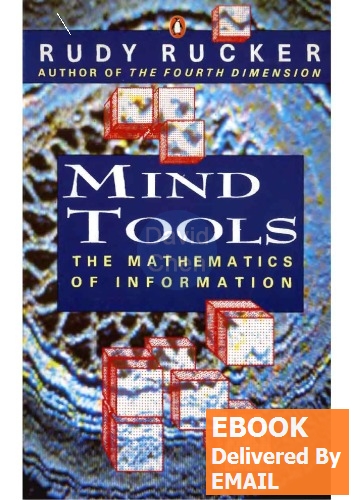 RUDY RUCKER
AUTHOR OF THE FOURTH DIMENSION
MIND
TOOLS
THE MATHEMATICS
OF INFORMATION
EBOOK
Delivered By
EMAIL